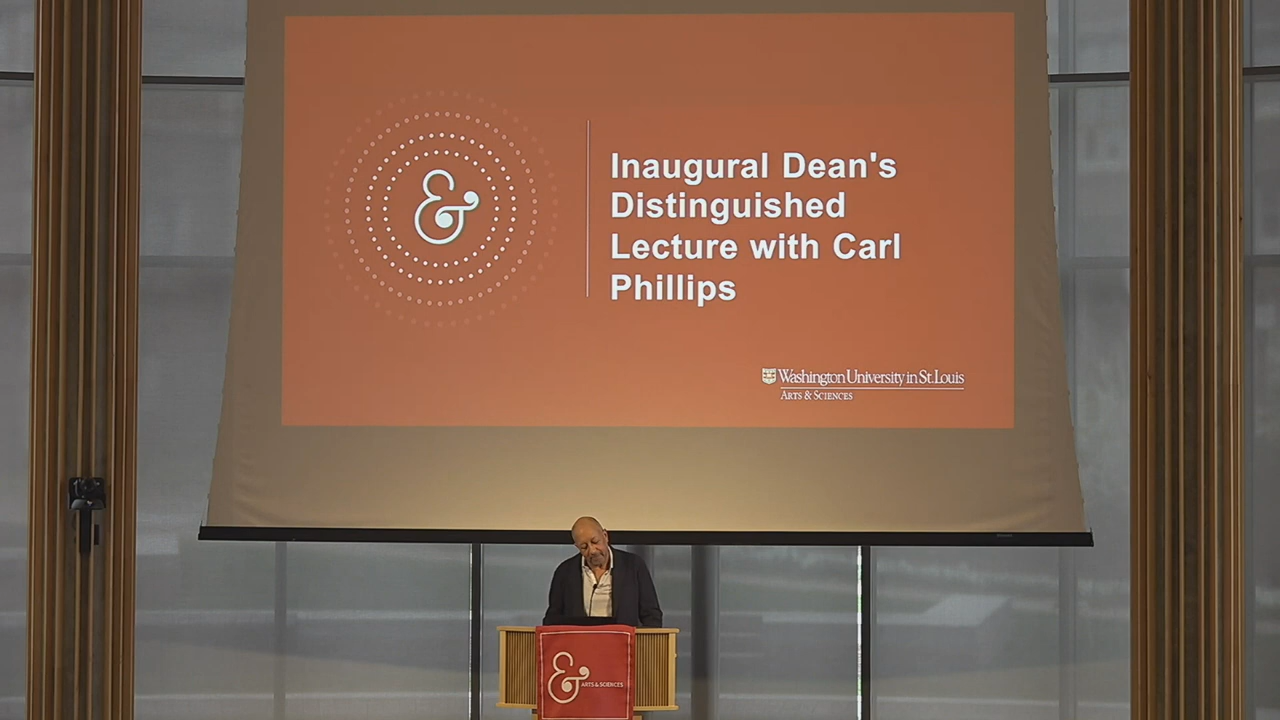 &
Inaugural Dean's
Distinguished
Lecture with Carl
Phillips
Washington University in St. Louis
ARTS & SCIENCES
& ARTS & SCIENCES